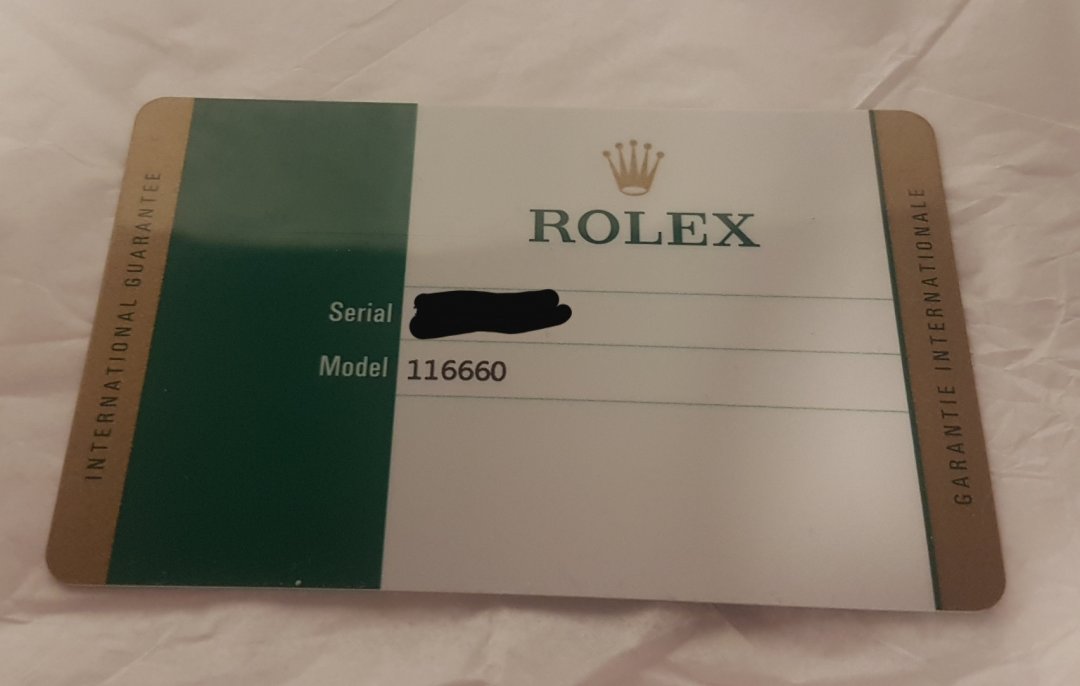 INTERNATIONAL GUARANTEE
ROLEX
Serial
Model 116660
GARANTIE INTERNATIONALE